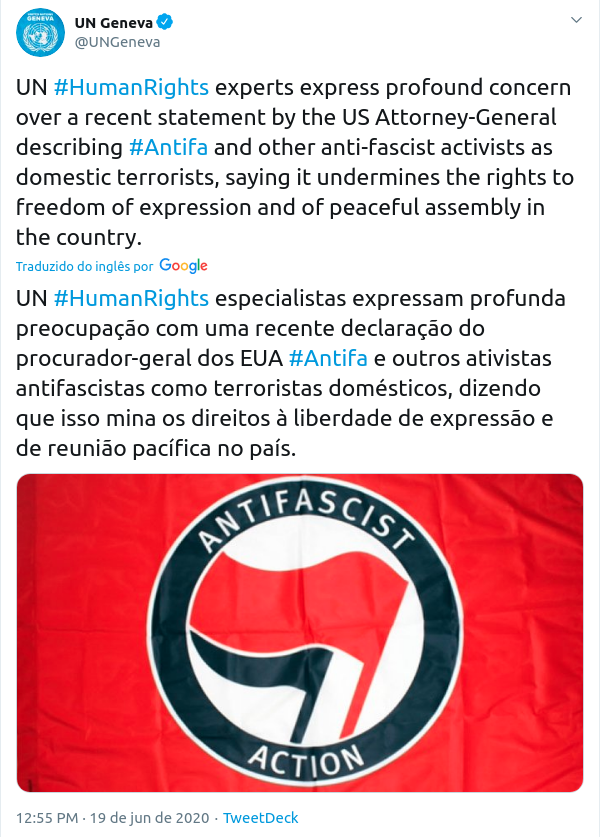 UN Geneva
@UNGeneva
UN #HumanRights experts express profound concern
over a recent statement by the US Attorney-General
describing #Antifa and other anti-fascist activists as
domestic terrorists, saying it undermines the rights to
freedom of expression and of peaceful assembly in
the country.
Traduzido do inglês por Google
UN #HumanRights especialistas expressam profunda
preocupação com uma recente declaração do
procurador-geral dos EUA #Antifa e outros ativistas
antifascistas como terroristas domésticos, dizendo
que isso mina os direitos à liberdade de expressão e
de reunião pacífica no país.
ANTIFASCIST
ACTION
12:55 PM · 19 de jun de 2020 · TweetDeck